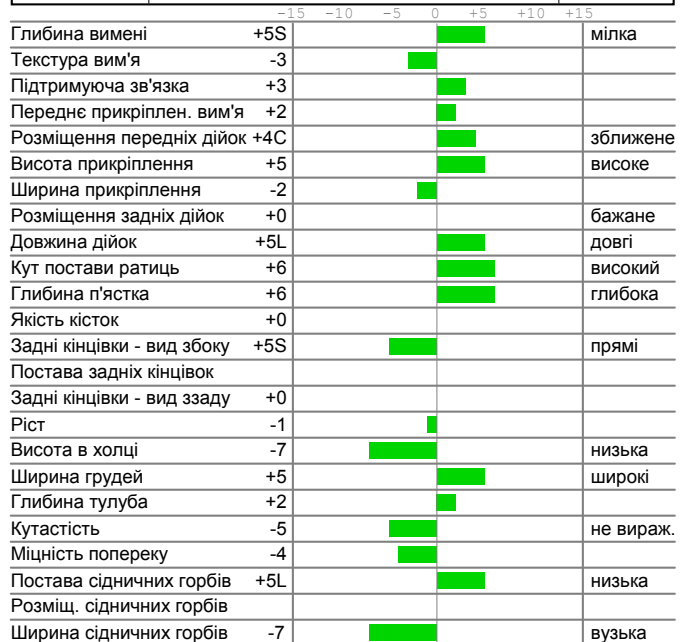 -15 -10 -5 0 +5 +10 +15
Глибина вимені +5S мілка
Текстура вим'я -3
Підтримуюча зв'язка +3
Переднє прикріплен. вим'я +2
Розміщення передніх дійок +4C зближене
Висота прикріплення +5 високе
Ширина прикріплення -2
Розміщення задніх дійок +0 бажане
Довжина дійок +5L довгі
Кут постави ратиць +6 високий
Глибина п'ястка +6 глибока
Якість кісток +0
Задні кінцівки - вид збоку +5S прямі
Постава задніх кінцівок
Задні кінцівки - вид ззаду +0
Ріст -1
Висота в холці -7 низька
Ширина грудей +5 широкі
Глибина тулуба +2
Кутастість -5 не вираж.
Міцність попереку -4
Постава сідничних горбів +5L низька
Розміщ. сідничних горбів
Ширина сідничних горбів -7 вузька